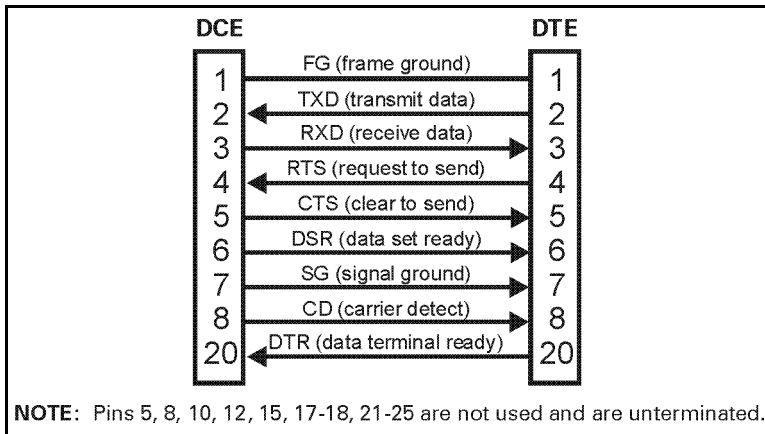 DCE DTE
1 FG (frame ground) 1
2 TXD (transmit data) 2
3 RXD (receive data) 3
4 RTS (request to send) 4
5 CTS (clear to send) 5
6 DSR (data set ready) 6
7 SG (signal ground) 7
8 CD (carrier detect) 8
20 DTR (data terminal ready) 20
NOTE: Pins 5, 8, 10, 12, 15, 17-18, 21-25 are not used and are unterminated.